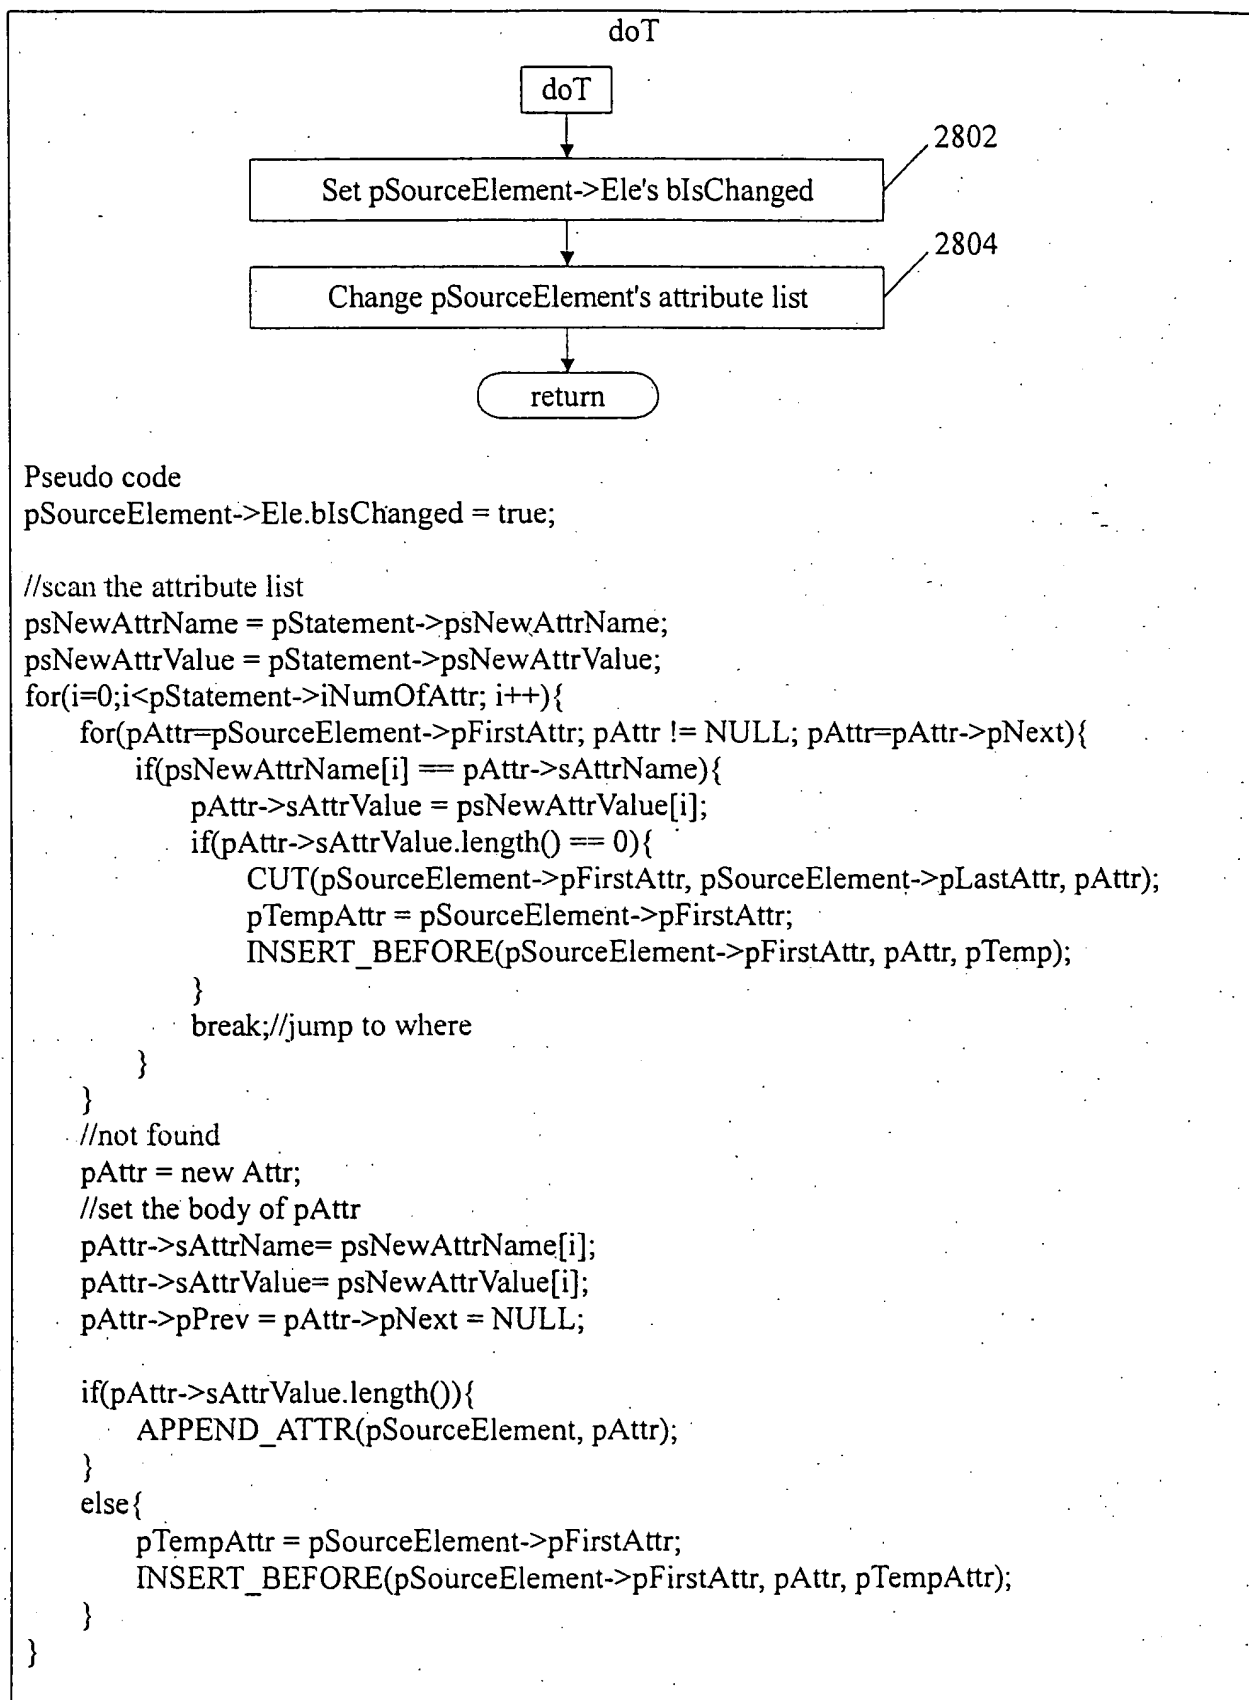 doT
doT
2802
Set pSourceElement->Ele's bIsChanged
2804
Change pSourceElement's attribute list
return
Pseudo code
pSourceElement->Ele.bIsChanged = true;
//scan the attribute list
psNewAttrName = pStatement->psNewAttrName;
psNewAttrValue = pStatement->psNewAttrValue;
for(i=0;i<pStatement->iNumOfAttr; i++){
for(pAttr=pSourceElement->pFirstAttr; pAttr != NULL; pAttr=pAttr->pNext){
if(psNewAttrName[i] == pAttr->sAttrName){
pAttr->sAttrValue = psNewAttrValue[i];
if(pAttr->sAttrValue.length() == 0){
CUT(pSourceElement->pFirstAttr, pSourceElement->pLastAttr, pAttr);
pTempAttr = pSourceElement->pFirstAttr;
INSERT_BEFORE(pSourceElement->pFirstAttr, pAttr, pTemp);
}
break;//jump to where
}
}
//not found
pAttr = new Attr;
//set the body of pAttr
pAttr->sAttrName= psNewAttrName[i];
pAttr->sAttrValue= psNewAttrValue[i];
pAttr->pPrev = pAttr->pNext = NULL;
if(pAttr->sAttrValue.length()){
APPEND_ATTR(pSourceElement, pAttr);
}
else{
pTempAttr = pSourceElement->pFirstAttr;
INSERT_BEFORE(pSourceElement->pFirstAttr, pAttr, pTempAttr);
}
}